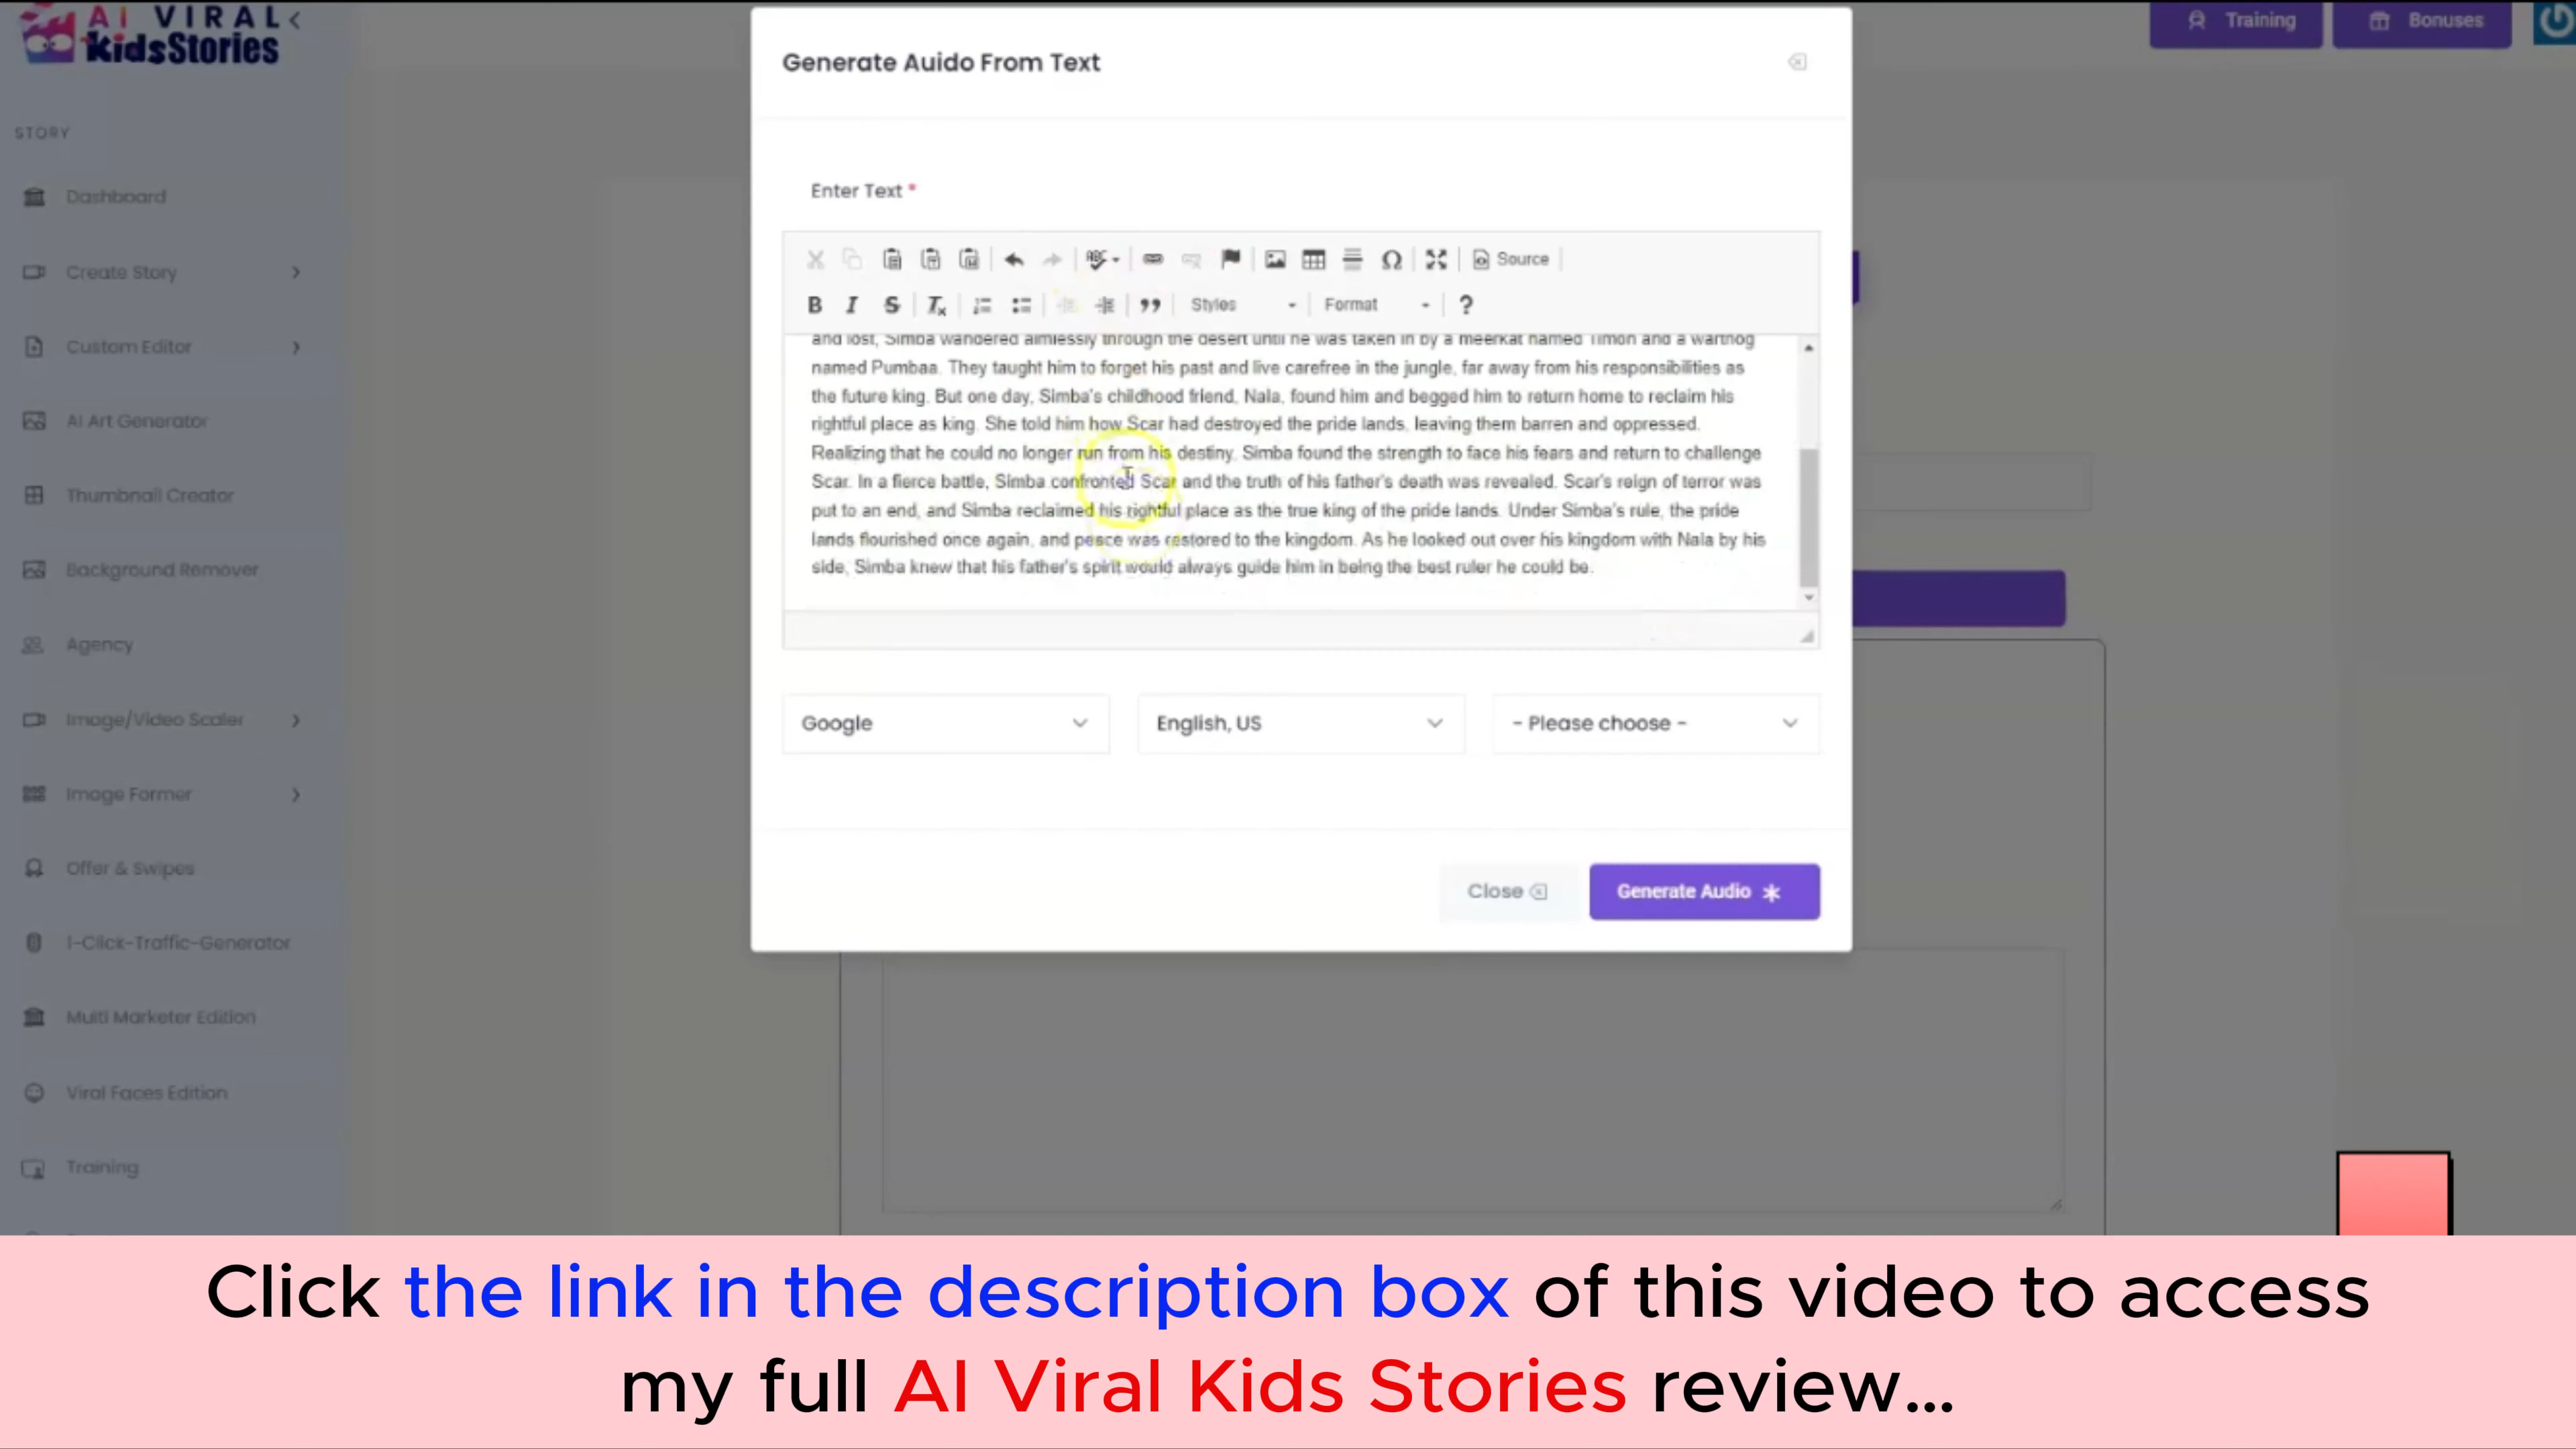 AI VIRAL
KidsStories
Training
Bonuses
STORY
Dashboard
Create Story
Custom Editor
AI Art Generator
Thumbnail Creator
Background Remover
Agency
Image/Video Scaler
Image Former
Offer & Swipes
1-Click-Traffic-Generator
Multi Marketer Edition
Viral Faces Edition
Training
Generate Auido From Text
Enter Text *
Source
Styles
Format
and lost, Simba wandered aimlessly through the desert until he was taken in by a meerkat named Timon and a warthog
named Pumbaa. They taught him to forget his past and live carefree in the jungle, far away from his responsibilities as
the future king. But one day, Simba's childhood friend, Nala, found him and begged him to return home to reclaim his
rightful place as king. She told him how Scar had destroyed the pride lands, leaving them barren and oppressed.
Realizing that he could no longer run from his destiny, Simba found the strength to face his fears and return to challenge
Scar. In a fierce battle, Simba confronted Scar and the truth of his father's death was revealed. Scar's reign of terror was
put to an end, and Simba reclaimed his rightful place as the true king of the pride lands. Under Simba's rule, the pride
lands flourished once again, and peace was restored to the kingdom. As he looked out over his kingdom with Nala by his
side, Simba knew that his father's spirit would always guide him in being the best ruler he could be.
Google
English, US
- Please choose -
Close
Generate Audio
Click the link in the description box of this video to access
my full AI Viral Kids Stories review...